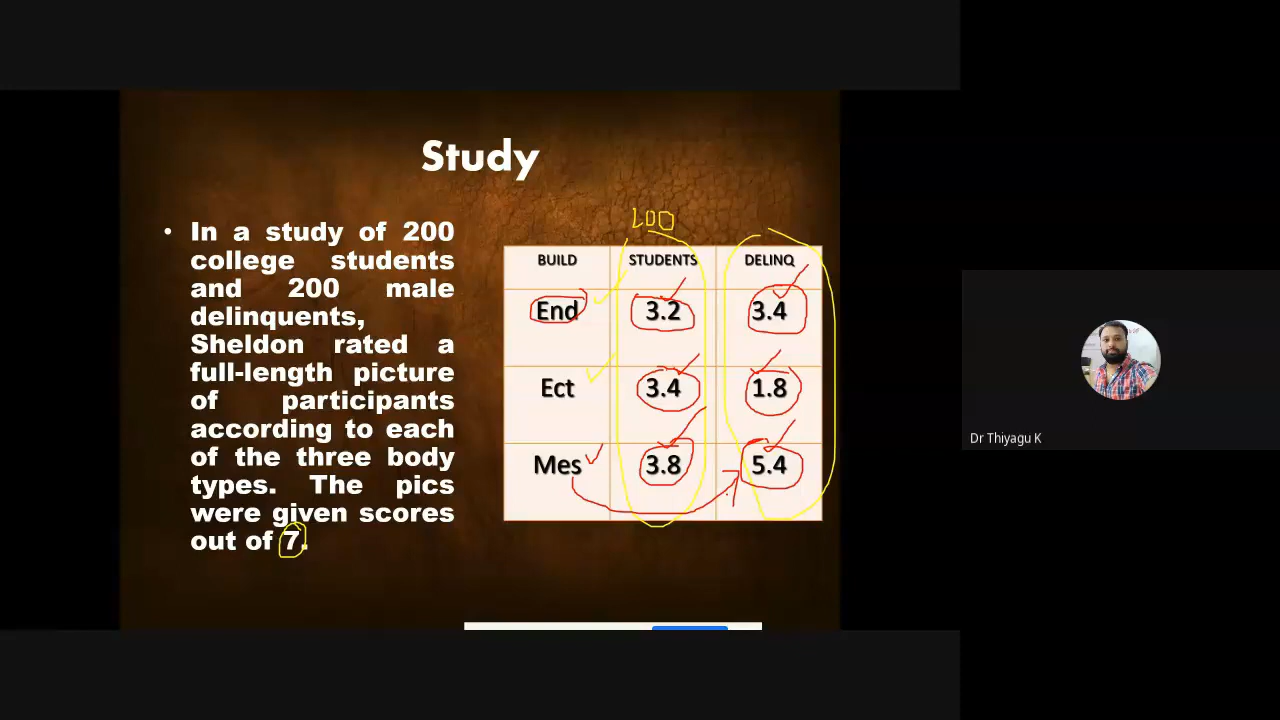 Study
• In a study of 200
college students
and 200 male
delinquents,
Sheldon rated a
full-length picture
of participants
according to each
of the three body
types. The pics
were given scores
out of 7.
BUILD STUDENTS DELINQ
End 3.2 3.4
Ect 3.4 1.8
Mes 3.8 5.4
Dr Thiyagu K